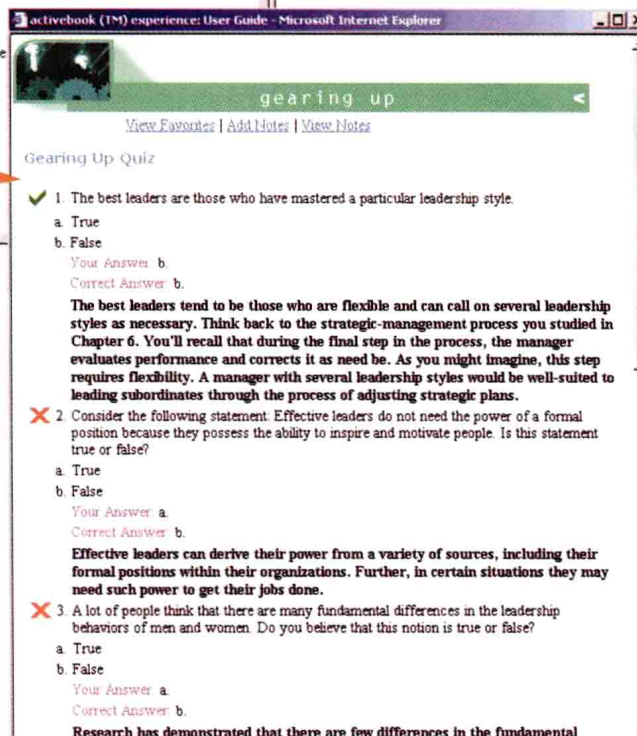 activebook (TM) experience: User Guide - Microsoft Internet Explorer
gearing up
<
View Favorites | Add Notes | View Notes
Gearing Up Quiz
1. The best leaders are those who have mastered a particular leadership style.
a. True
b. False
Your Answer: b.
Correct Answer: b.
The best leaders tend to be those who are flexible and can call on several leadership
styles as necessary. Think back to the strategic-management process you studied in
Chapter 6. You'll recall that during the final step in the process, the manager
evaluates performance and corrects it as need be. As you might imagine, this step
requires flexibility. A manager with several leadership styles would be well-suited to
leading subordinates through the process of adjusting strategic plans.
2. Consider the following statement: Effective leaders do not need the power of a formal
position because they possess the ability to inspire and motivate people. Is this statement
true or false?
a. True
b. False
Your Answer: a.
Correct Answer: b.
Effective leaders can derive their power from a variety of sources, including their
formal positions within their organizations. Further, in certain situations they may
need such power to get their jobs done.
3. A lot of people think that there are many fundamental differences in the leadership
behaviors of men and women. Do you believe that this notion is true or false?
a. True
b. False
Your Answer: a.
Correct Answer: b.
Research has demonstrated that there are few differences in the fundamental